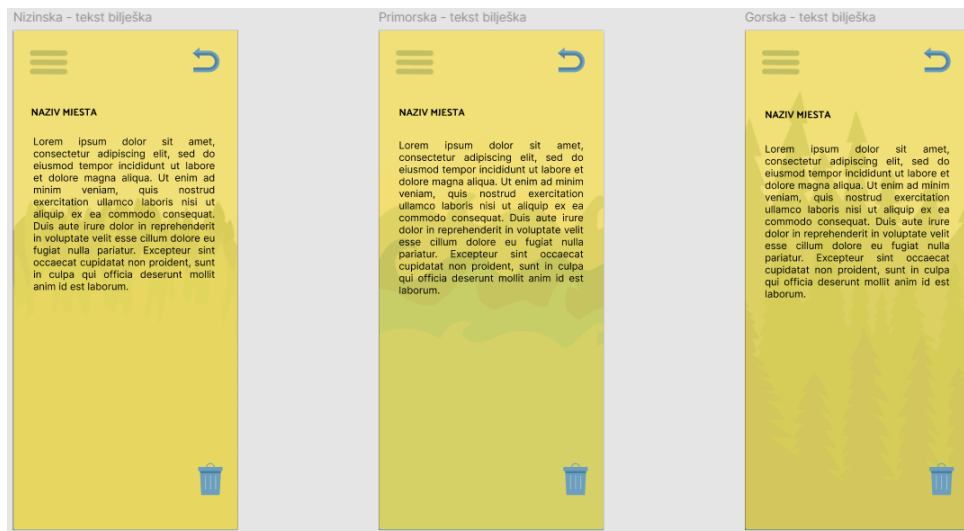 Nizinska - tekst bilješka
NAZIV MJESTA
Lorem ipsum dolor sit amet,
consectetur adipiscing elit, sed do
eiusmod tempor incididunt ut labore
et dolore magna aliqua. Ut enim ad
minim veniam, quis nostrud
exercitation ullamco laboris nisi ut
aliquip ex ea commodo consequat.
Duis aute irure dolor in reprehenderit
in voluptate velit esse cillum dolore eu
fugiat nulla pariatur. Excepteur sint
occaecat cupidatat non proident, sunt
in culpa qui officia deserunt mollit
anim id est laborum.
Primorska - tekst bilješka
NAZIV MJESTA
Lorem ipsum dolor sit amet,
consectetur adipiscing elit, sed do
eiusmod tempor incididunt ut labore et
dolore magna aliqua. Ut enim ad minim
veniam, quis nostrud exercitation
ullamco laboris nisi ut aliquip ex ea
commodo consequat. Duis aute irure
dolor in reprehenderit in voluptate velit
esse cillum dolore eu fugiat nulla
pariatur. Excepteur sint occaecat
cupidatat non proident, sunt in culpa
qui officia deserunt mollit anim id est
laborum.
Gorska - tekst bilješka
NAZIV MJESTA
Lorem ipsum dolor sit amet,
consectetur adipiscing elit, sed do
eiusmod tempor incididunt ut labore et
dolore magna aliqua. Ut enim ad minim
veniam, quis nostrud exercitation
ullamco laboris nisi ut aliquip ex ea
commodo consequat. Duis aute irure
dolor in reprehenderit in voluptate velit
esse cillum dolore eu fugiat nulla
pariatur. Excepteur sint occaecat
cupidatat non proident, sunt in culpa
qui officia deserunt mollit anim id est
laborum.